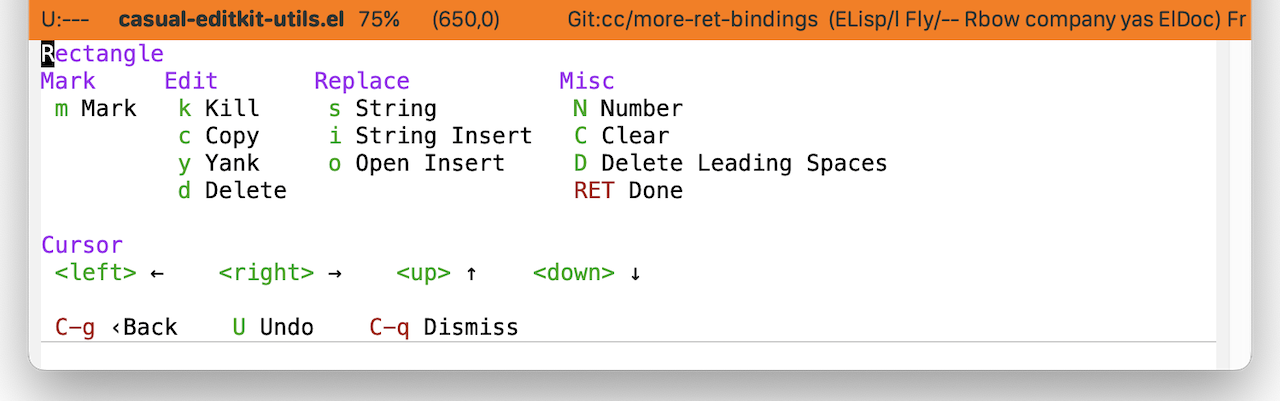 U:--- casual-editkit-utils.el 75% (650,0) Git:cc/more-ret-bindings (ELisp/l Fly/-- Rbow company yas ElDoc) Fr
Rectangle
Mark Edit Replace Misc
m Mark k Kill s String N Number
c Copy i String Insert C Clear
y Yank o Open Insert D Delete Leading Spaces
d Delete RET Done
Cursor
<left> ← <right> → <up> ↑ <down> ↓
C-g ‹Back U Undo C-q Dismiss